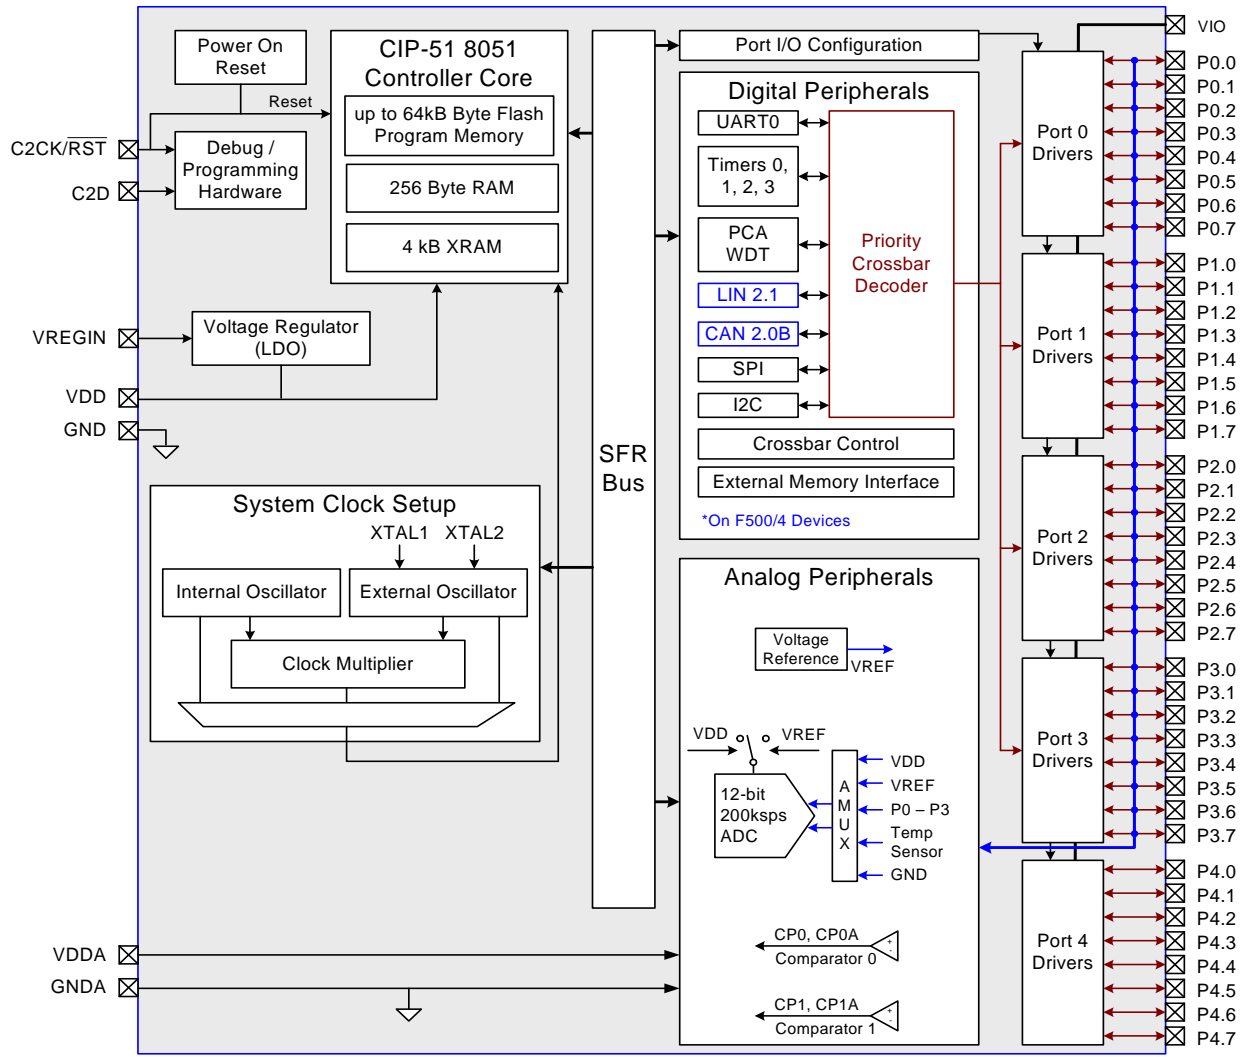 Power On
Reset
Reset
C2CK/RST
C2D
Debug /
Programming
Hardware
CIP-51 8051
Controller Core
up to 64kB Byte Flash
Program Memory
256 Byte RAM
4 kB XRAM
VREGIN
Voltage Regulator
(LDO)
VDD
GND
System Clock Setup
XTAL1
XTAL2
Internal Oscillator
External Oscillator
Clock Multiplier
VDDA
GNDA
SFR
Bus
Port I/O Configuration
Digital Peripherals
UART0
Timers 0,
1, 2, 3
PCA
WDT
LIN 2.1
CAN 2.0B
SPI
I2C
Priority
Crossbar
Decoder
Crossbar Control
External Memory Interface
*On F500/4 Devices
Analog Peripherals
Voltage
Reference
VREF
VDD
VREF
12-bit
200ksps
ADC
A
M
U
X
VDD
VREF
P0 – P3
Temp
Sensor
GND
CP0, CP0A
Comparator 0
+
-
CP1, CP1A
Comparator 1
+
-
Port 0
Drivers
Port 1
Drivers
Port 2
Drivers
Port 3
Drivers
Port 4
Drivers
VIO
P0.0
P0.1
P0.2
P0.3
P0.4
P0.5
P0.6
P0.7
P1.0
P1.1
P1.2
P1.3
P1.4
P1.5
P1.6
P1.7
P2.0
P2.1
P2.2
P2.3
P2.4
P2.5
P2.6
P2.7
P3.0
P3.1
P3.2
P3.3
P3.4
P3.5
P3.6
P3.7
P4.0
P4.1
P4.2
P4.3
P4.4
P4.5
P4.6
P4.7